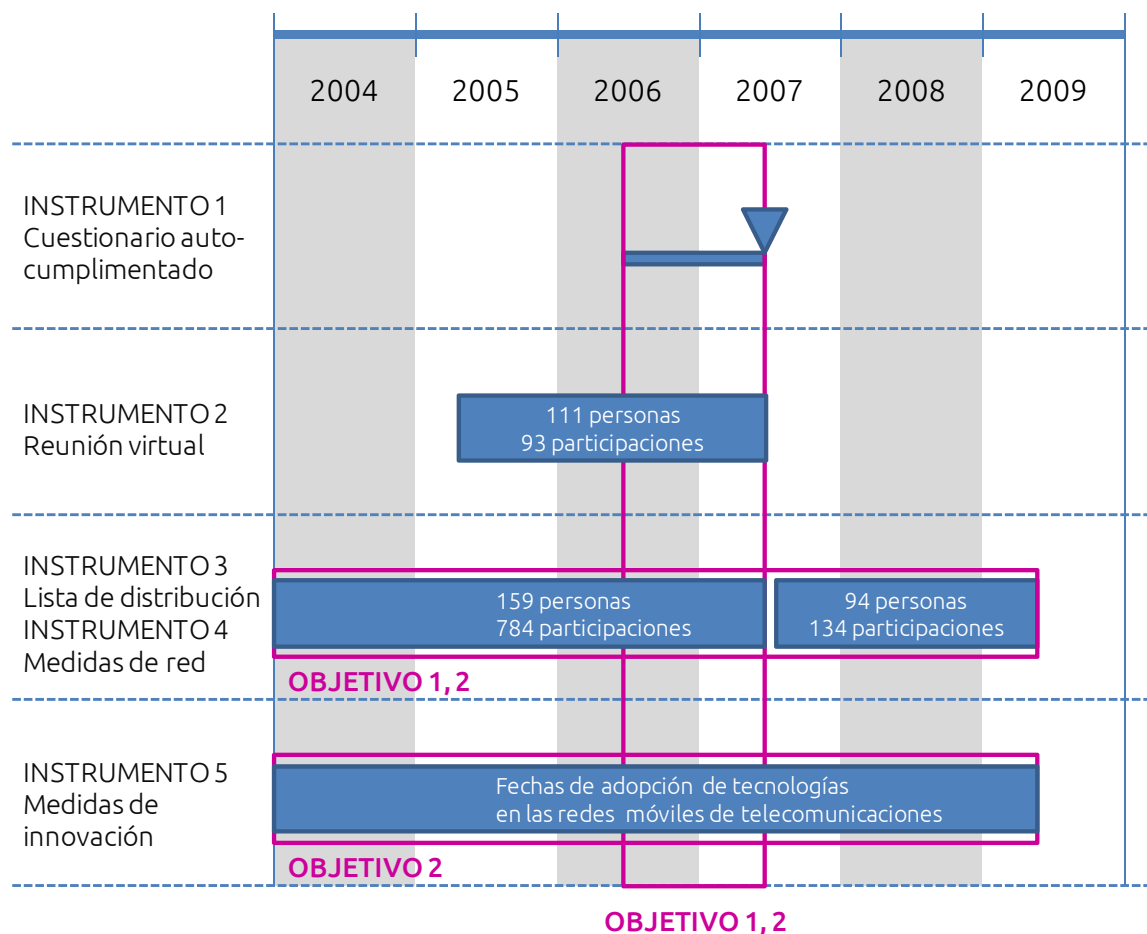 2004 2005 2006 2007 2008 2009
INSTRUMENTO 1
Cuestionario auto-
cumplimentado
INSTRUMENTO 2
Reunión virtual
111 personas
93 participaciones
INSTRUMENTO 3
Lista de distribución
INSTRUMENTO 4
Medidas de red
159 personas
784 participaciones
94 personas
134 participaciones
OBJETIVO 1, 2
INSTRUMENTO 5
Medidas de
innovación
Fechas de adopción de tecnologías
en las redes móviles de telecomunicaciones
OBJETIVO 2
OBJETIVO 1, 2